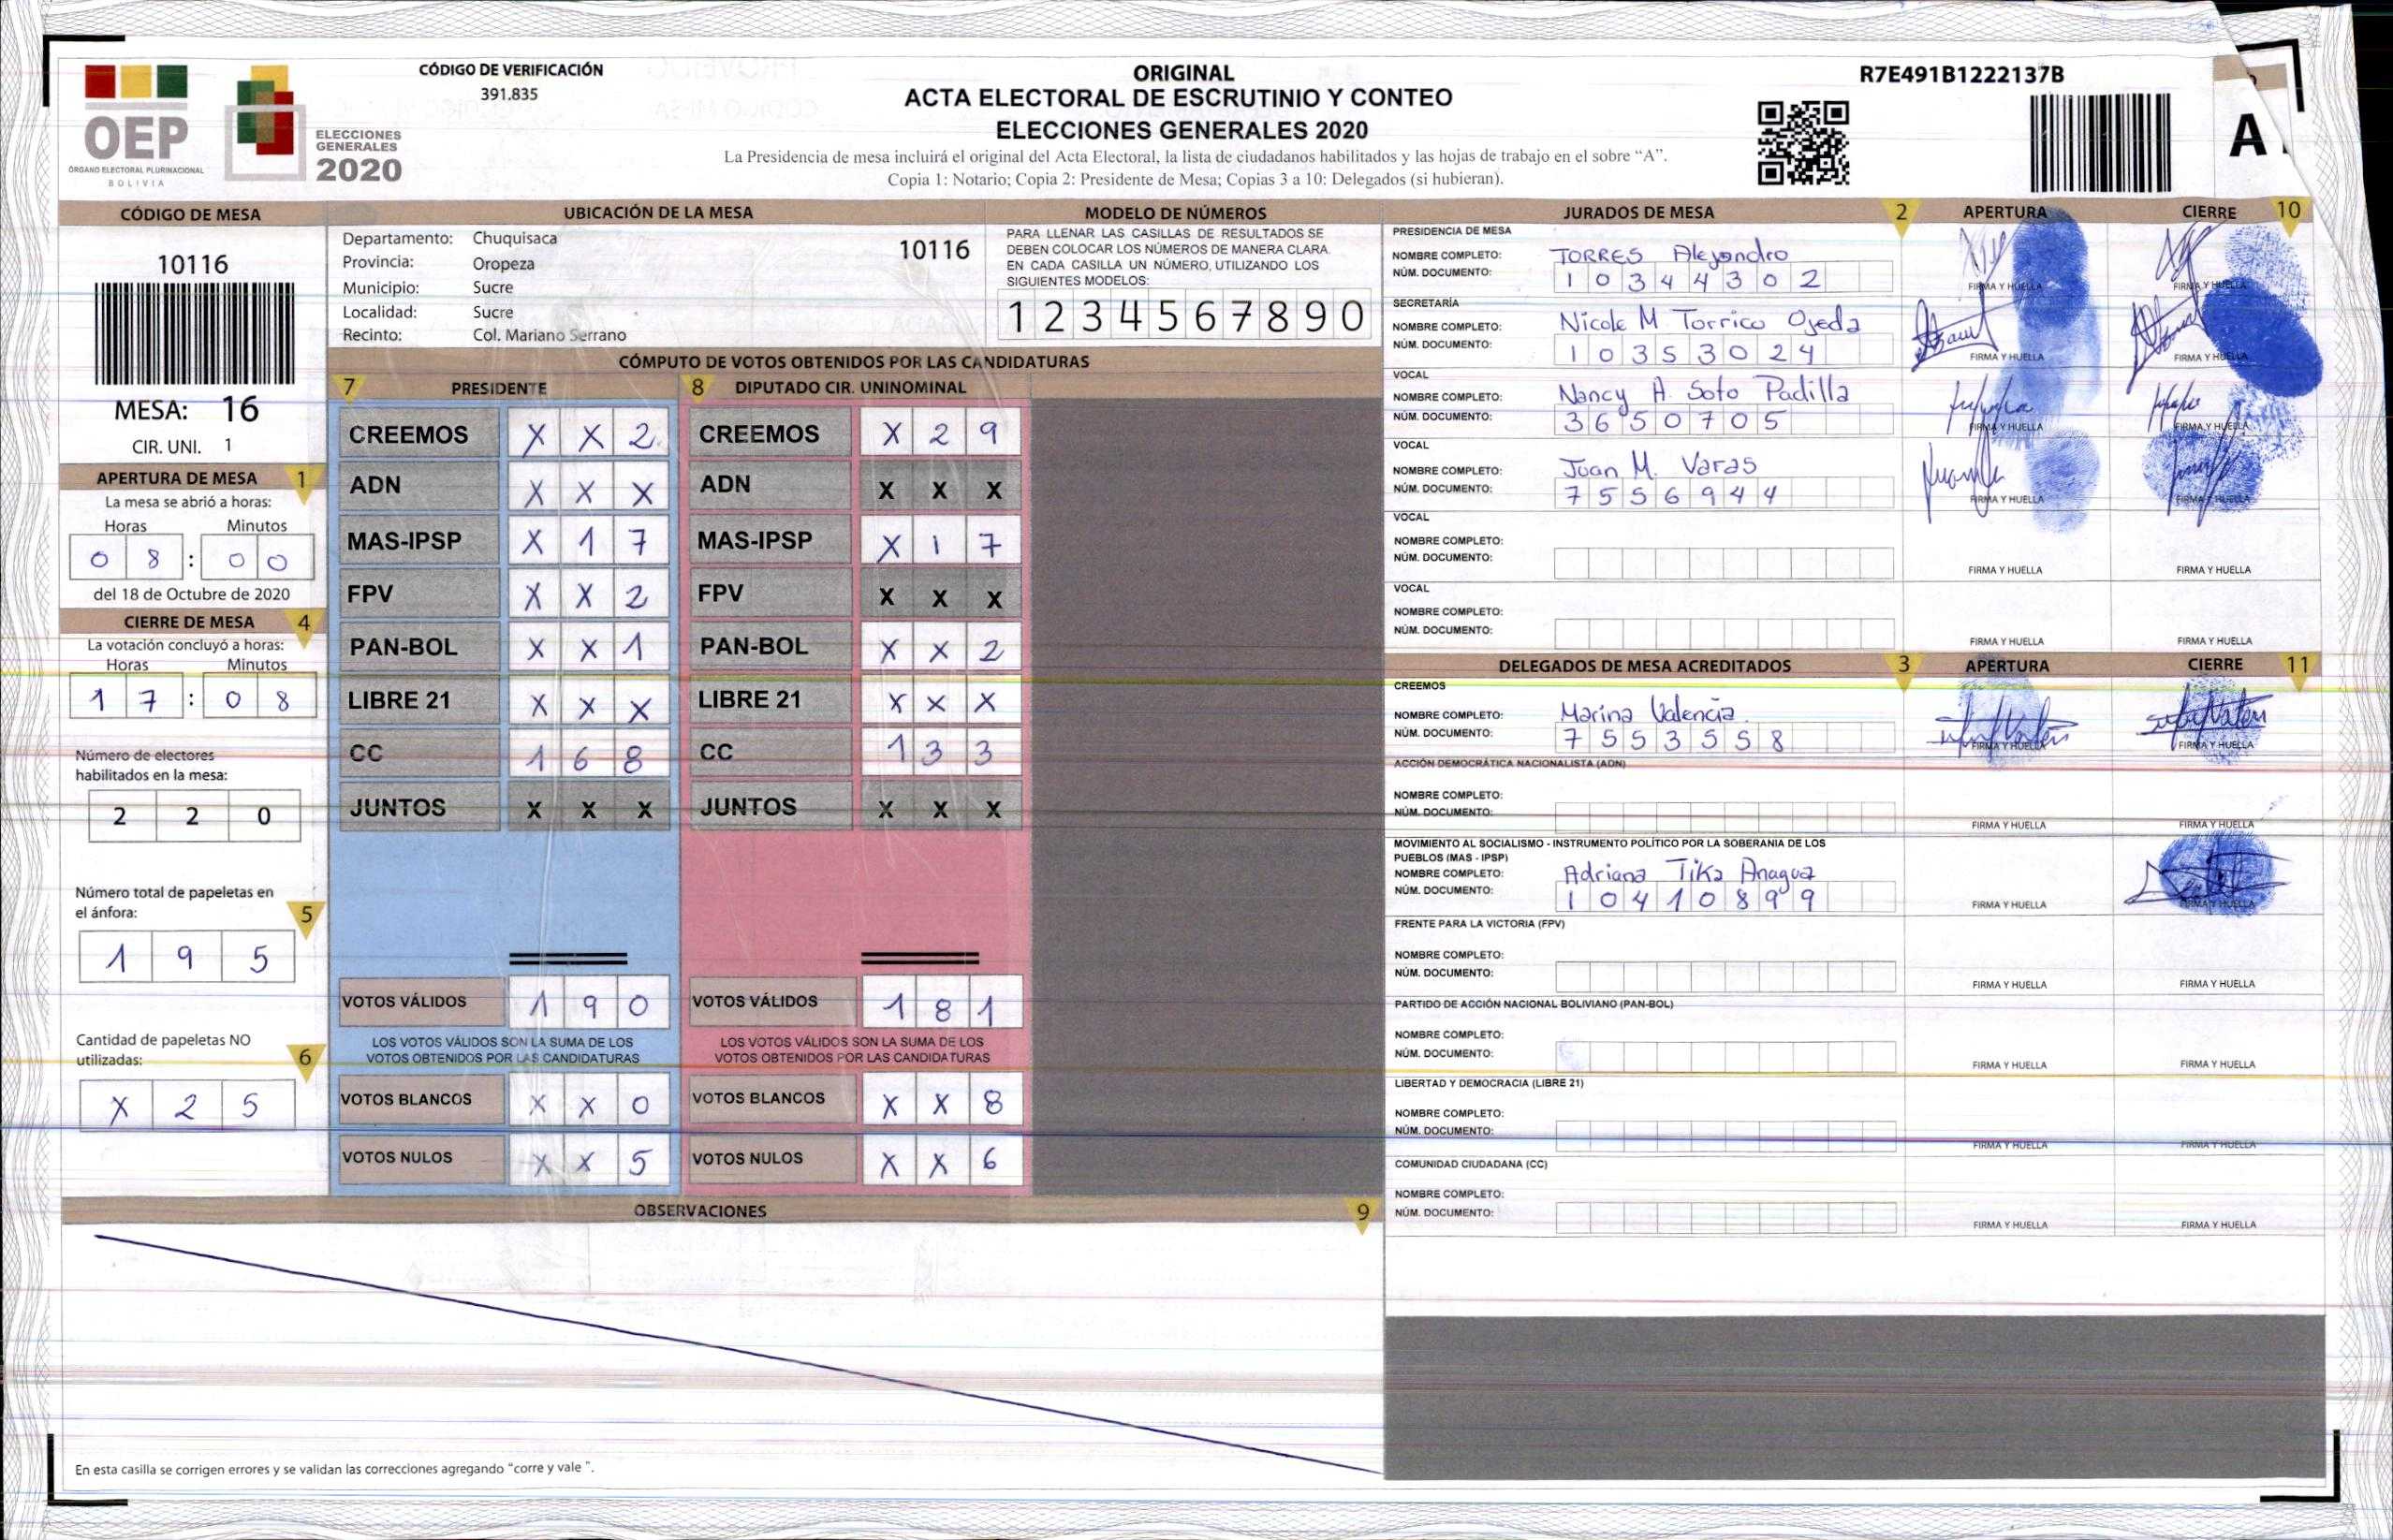 OEP
ÓRGANO ELECTORAL PLURINACIONAL
BOLIVIA
ELECCIONES
GENERALES
2020
CÓDIGO DE VERIFICACIÓN
391.835
ORIGINAL
ACTA ELECTORAL DE ESCRUTINIO Y CONTEO
ELECCIONES GENERALES 2020
La Presidencia de mesa incluirá el original del Acta Electoral, la lista de ciudadanos habilitados y las hojas de trabajo en el sobre “A”.
Copia 1: Notario; Copia 2: Presidente de Mesa; Copias 3 a 10: Delegados (si hubieran).
R7E491B1222137B
A
CÓDIGO DE MESA
10116
MESA: 16
CIR. UNI. 1
APERTURA DE MESA 1
La mesa se abrió a horas:
Horas Minutos
0 8 : 0 0
del 18 de Octubre de 2020
CIERRE DE MESA 4
La votación concluyó a horas:
Horas Minutos
1 7 : 0 8
Número de electores
habilitados en la mesa:
2 2 0
Número total de papeletas en
el ánfora: 5
1 9 5
Cantidad de papeletas NO
utilizadas: 6
X 2 5
UBICACIÓN DE LA MESA
Departamento: Chuquisaca 10116
Provincia: Oropeza
Municipio: Sucre
Localidad: Sucre
Recinto: Col. Mariano Serrano
MODELO DE NÚMEROS
PARA LLENAR LAS CASILLAS DE RESULTADOS SE
DEBEN COLOCAR LOS NÚMEROS DE MANERA CLARA.
EN CADA CASILLA UN NÚMERO, UTILIZANDO LOS
SIGUIENTES MODELOS:
1 2 3 4 5 6 7 8 9 0
CÓMPUTO DE VOTOS OBTENIDOS POR LAS CANDIDATURAS
7 PRESIDENTE 8 DIPUTADO CIR. UNINOMINAL
CREEMOS X X 2 CREEMOS X 2 9
ADN X X X ADN X X X
MAS-IPSP X 1 7 MAS-IPSP X 1 7
FPV X X 2 FPV X X X
PAN-BOL X X 1 PAN-BOL X X 2
LIBRE 21 X X X LIBRE 21 X X X
CC 1 6 8 CC 1 3 3
JUNTOS X X X JUNTOS X X X
VOTOS VÁLIDOS 1 9 0 VOTOS VÁLIDOS 1 8 1
LOS VOTOS VÁLIDOS SON LA SUMA DE LOS LOS VOTOS VÁLIDOS SON LA SUMA DE LOS
VOTOS OBTENIDOS POR LAS CANDIDATURAS VOTOS OBTENIDOS POR LAS CANDIDATURAS
VOTOS BLANCOS X X 0 VOTOS BLANCOS X X 8
VOTOS NULOS X X 5 VOTOS NULOS X X 6
OBSERVACIONES 9
En esta casilla se corrigen errores y se validan las correcciones agregando “corre y vale ”.
JURADOS DE MESA 2 APERTURA CIERRE 10
PRESIDENCIA DE MESA
NOMBRE COMPLETO: TORRES Alejandro
NÚM. DOCUMENTO: 1 0 3 4 4 3 0 2 FIRMA Y HUELLA FIRMA Y HUELLA
SECRETARÍA
NOMBRE COMPLETO: Nicole M Torrico Ojeda
NÚM. DOCUMENTO: 1 0 3 5 3 0 2 4 FIRMA Y HUELLA FIRMA Y HUELLA
VOCAL
NOMBRE COMPLETO: Nancy A. Soto Padilla
NÚM. DOCUMENTO: 3 6 5 0 7 0 5 FIRMA Y HUELLA FIRMA Y HUELLA
VOCAL
NOMBRE COMPLETO: Juan M. Varas
NÚM. DOCUMENTO: 7 5 5 6 9 4 4 FIRMA Y HUELLA FIRMA Y HUELLA
VOCAL
NOMBRE COMPLETO:
NÚM. DOCUMENTO: FIRMA Y HUELLA FIRMA Y HUELLA
VOCAL
NOMBRE COMPLETO:
NÚM. DOCUMENTO: FIRMA Y HUELLA FIRMA Y HUELLA
DELEGADOS DE MESA ACREDITADOS 3 APERTURA CIERRE 11
CREEMOS
NOMBRE COMPLETO: Marina Valencia
NÚM. DOCUMENTO: 7 5 5 3 5 5 8 FIRMA Y HUELLA FIRMA Y HUELLA
ACCIÓN DEMOCRÁTICA NACIONALISTA (ADN)
NOMBRE COMPLETO:
NÚM. DOCUMENTO: FIRMA Y HUELLA FIRMA Y HUELLA
MOVIMIENTO AL SOCIALISMO - INSTRUMENTO POLÍTICO POR LA SOBERANIA DE LOS
PUEBLOS (MAS - IPSP)
NOMBRE COMPLETO: Adriana Tika Anagua
NÚM. DOCUMENTO: 1 0 4 1 0 8 9 9 FIRMA Y HUELLA FIRMA Y HUELLA
FRENTE PARA LA VICTORIA (FPV)
NOMBRE COMPLETO:
NÚM. DOCUMENTO: FIRMA Y HUELLA FIRMA Y HUELLA
PARTIDO DE ACCIÓN NACIONAL BOLIVIANO (PAN-BOL)
NOMBRE COMPLETO:
NÚM. DOCUMENTO: FIRMA Y HUELLA FIRMA Y HUELLA
LIBERTAD Y DEMOCRACIA (LIBRE 21)
NOMBRE COMPLETO:
NÚM. DOCUMENTO: FIRMA Y HUELLA FIRMA Y HUELLA
COMUNIDAD CIUDADANA (CC)
NOMBRE COMPLETO:
NÚM. DOCUMENTO: FIRMA Y HUELLA FIRMA Y HUELLA